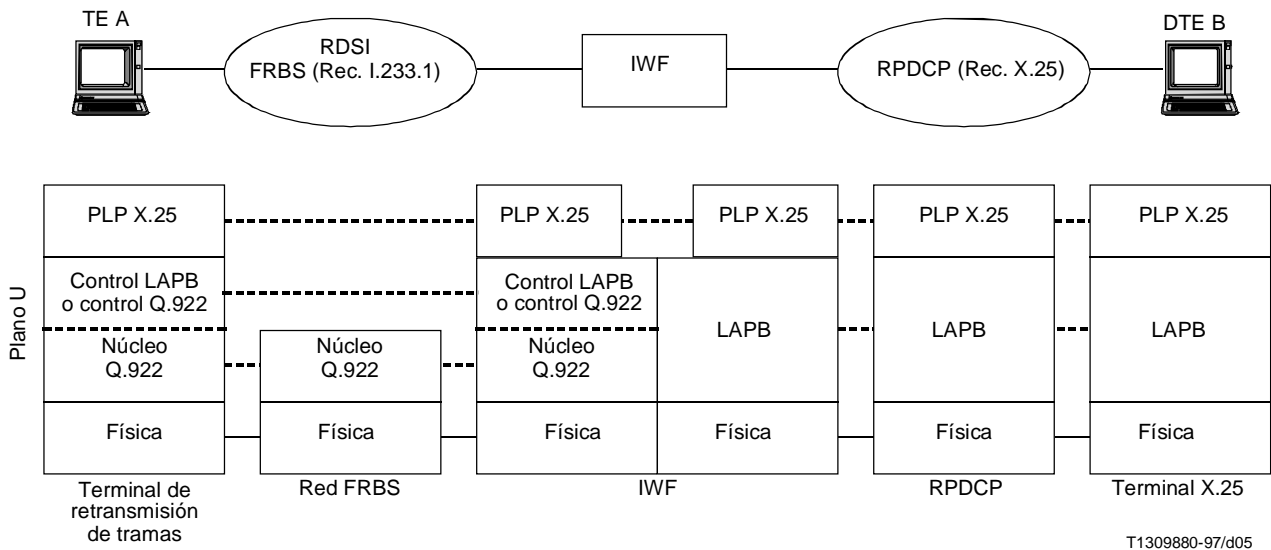 TE A
DTE B
RDSI
FRBS (Rec. I.233.1)
IWF
RPDCP (Rec. X.25)
Plano U
PLP X.25
PLP X.25
PLP X.25
PLP X.25
PLP X.25
Control LAPB
o control Q.922
Control LAPB
o control Q.922
LAPB
LAPB
LAPB
Núcleo
Q.922
Núcleo
Q.922
Núcleo
Q.922
Física
Física
Física
Física
Física
Física
Terminal de
retransmisión
de tramas
Red FRBS
IWF
RPDCP
Terminal X.25
T1309880-97/d05